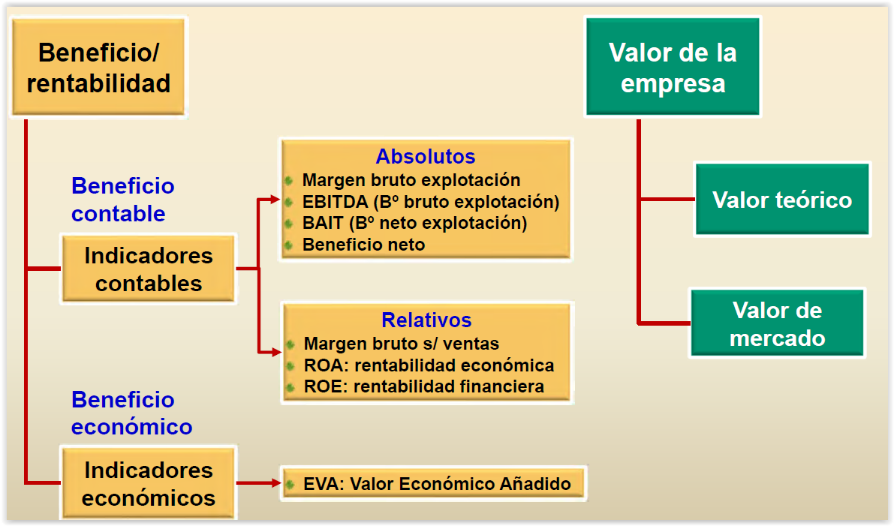 Beneficio/
rentabilidad
Beneficio
contable
Indicadores
contables
Absolutos
Margen bruto explotación
EBITDA (Bº bruto explotación)
BAIT (Bº neto explotación)
Beneficio neto
Relativos
Margen bruto s/ ventas
ROA: rentabilidad económica
ROE: rentabilidad financiera
Beneficio
económico
Indicadores
económicos
EVA: Valor Económico Añadido
Valor de la
empresa
Valor teórico
Valor de
mercado